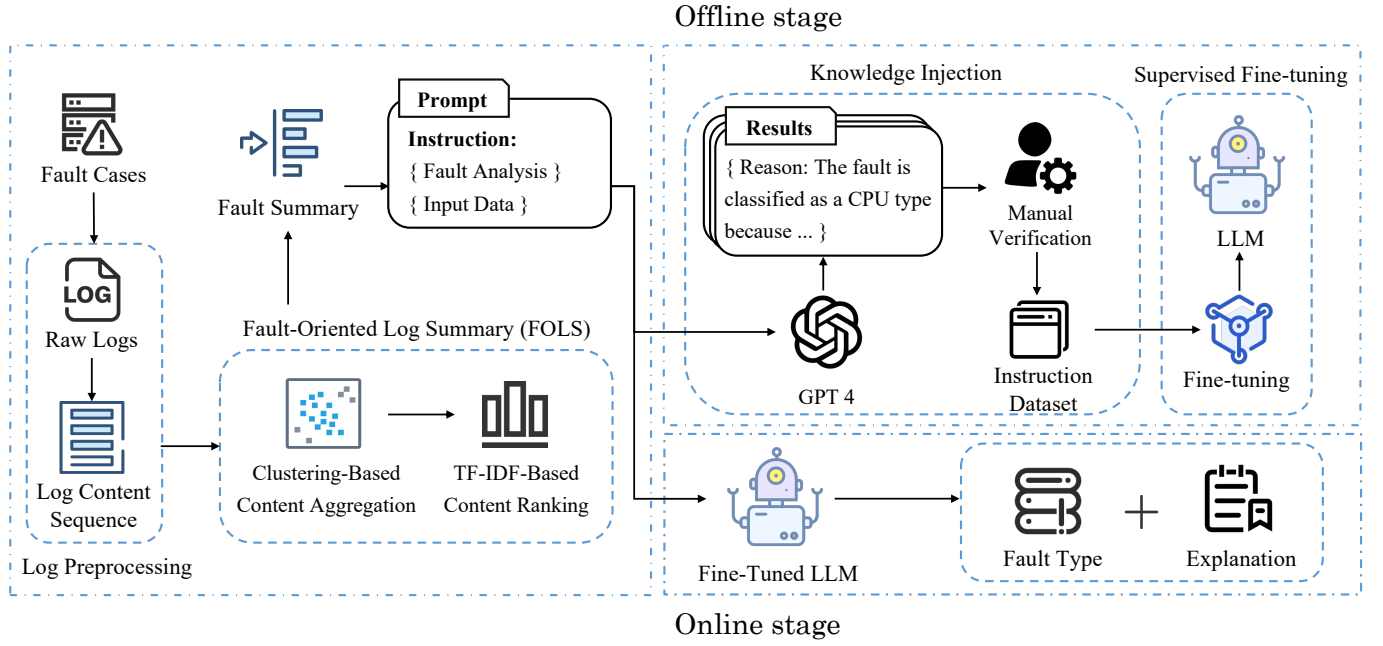 Offline stage
Fault Cases
LOG
Raw Logs
Log Content
Sequence
Log Preprocessing
Fault Summary
Prompt
Instruction:
{ Fault Analysis }
{ Input Data }
Fault-Oriented Log Summary (FOLS)
Clustering-Based
Content Aggregation
TF-IDF-Based
Content Ranking
Knowledge Injection
Results
{ Reason: The fault is
classified as a CPU type
because ... }
GPT 4
Manual
Verification
Instruction
Dataset
Supervised Fine-tuning
LLM
Fine-tuning
Fine-Tuned LLM
Fault Type
+
Explanation
Online stage